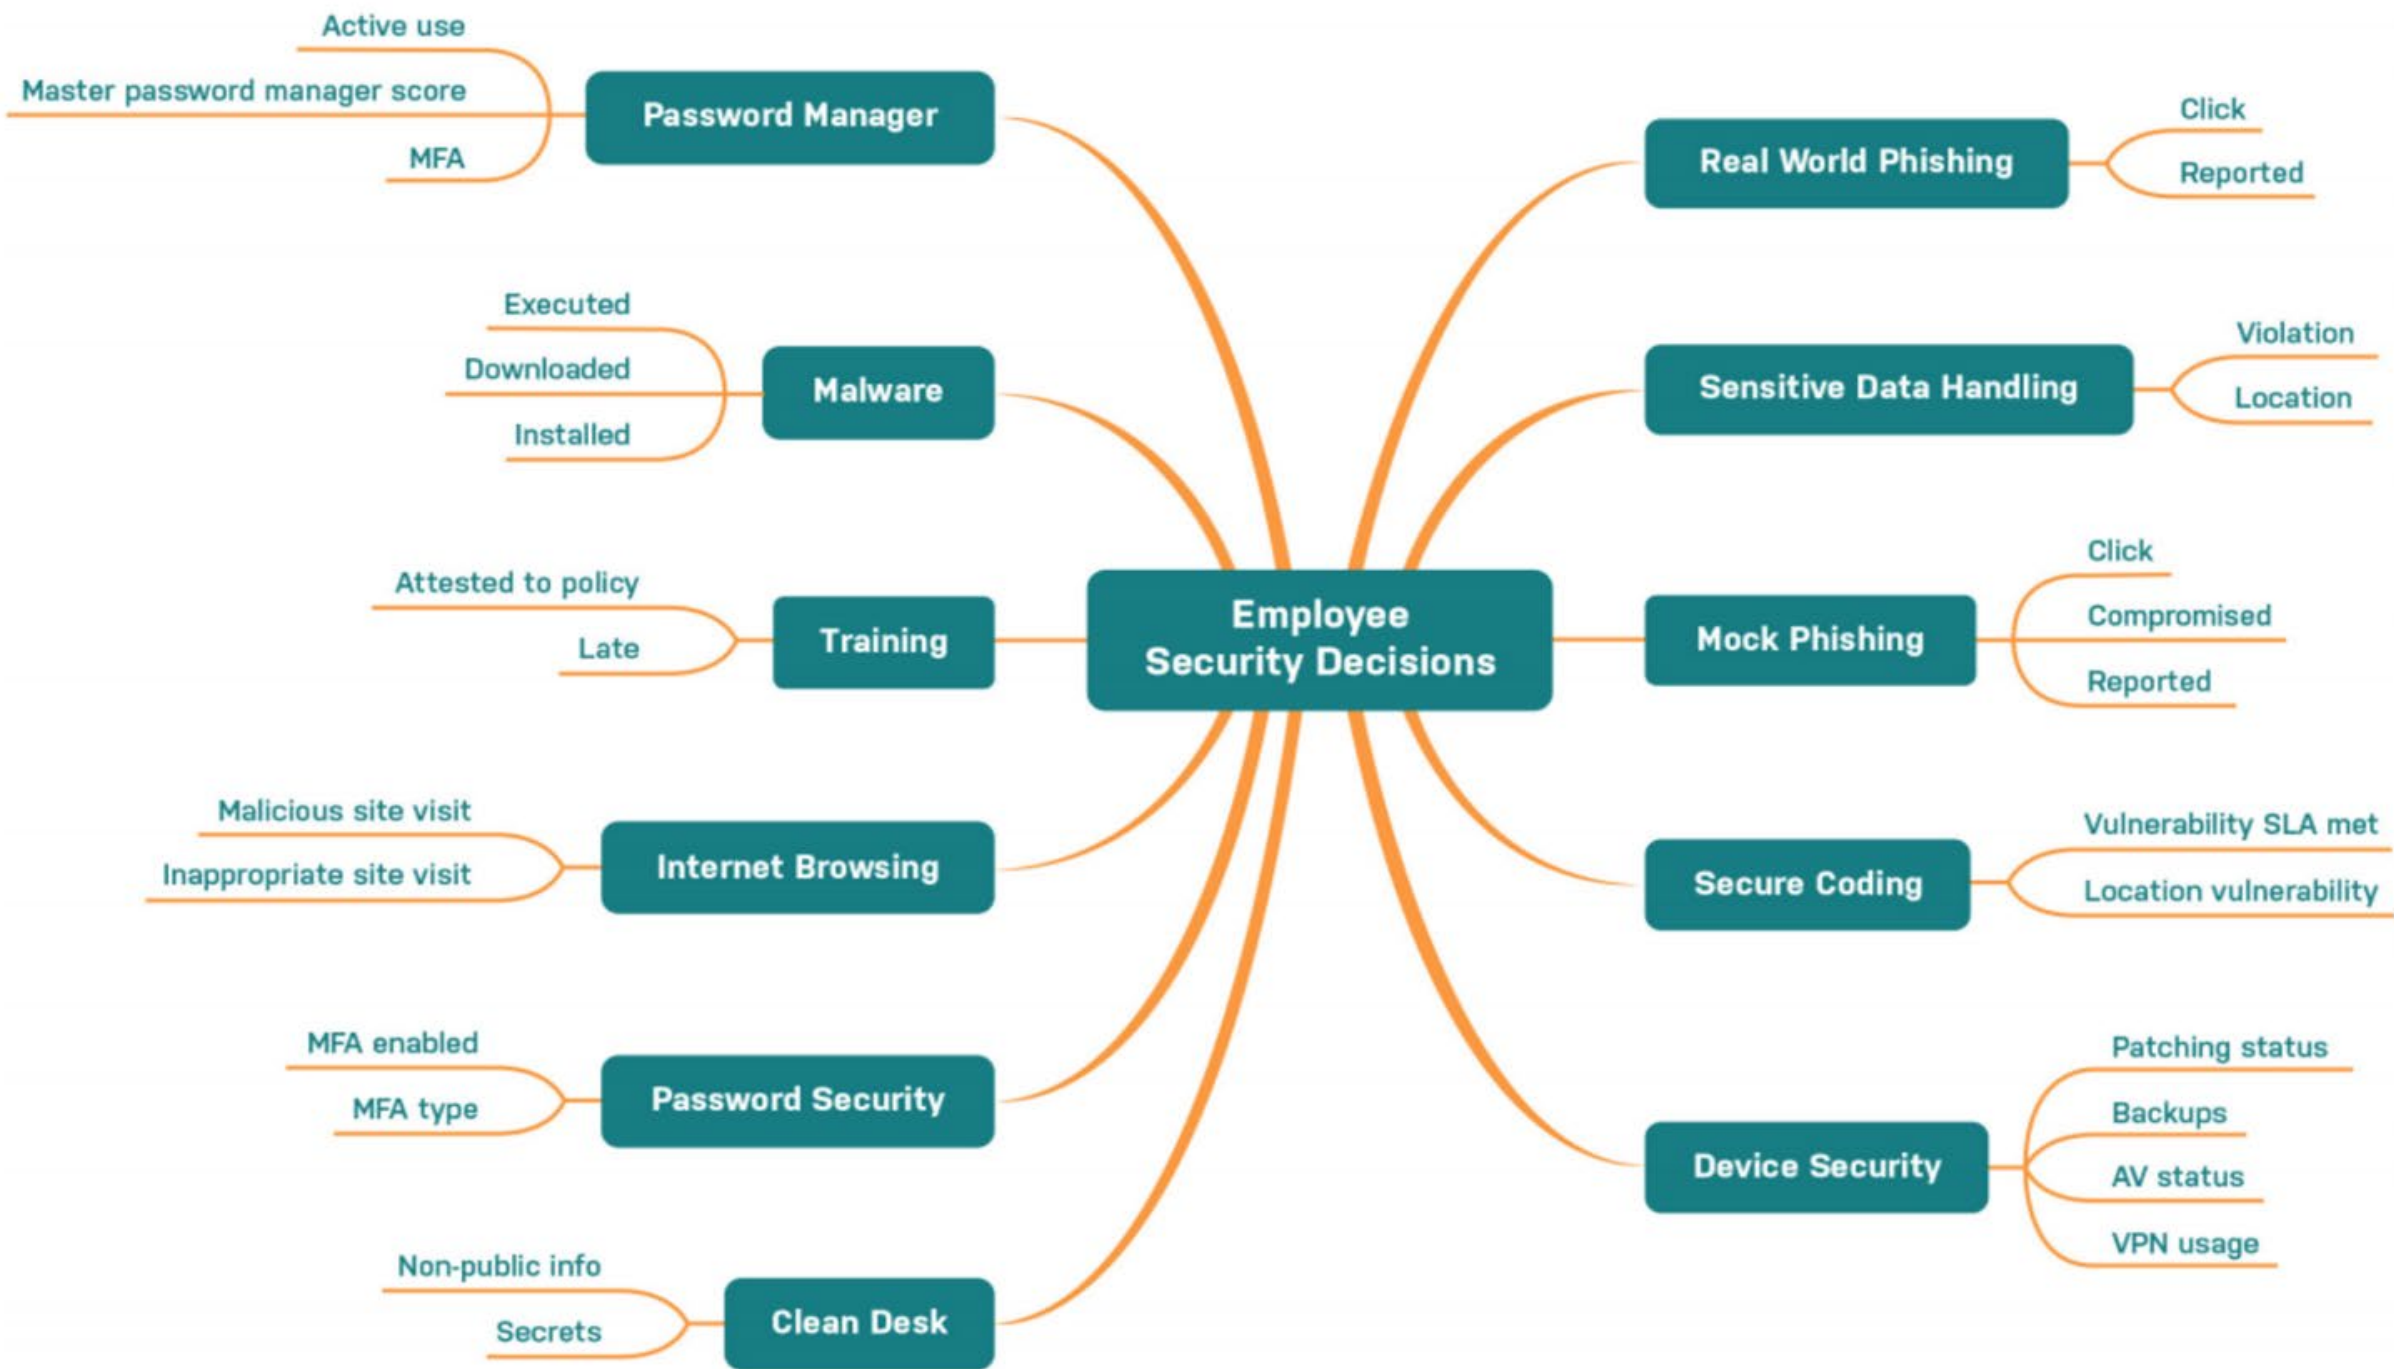 Active use
Master password manager score
MFA
Password Manager
Executed
Downloaded
Installed
Malware
Attested to policy
Late
Training
Malicious site visit
Inappropriate site visit
Internet Browsing
MFA enabled
MFA type
Password Security
Non-public info
Secrets
Clean Desk
Employee
Security Decisions
Real World Phishing
Click
Reported
Sensitive Data Handling
Violation
Location
Mock Phishing
Click
Compromised
Reported
Secure Coding
Vulnerability SLA met
Location vulnerability
Device Security
Patching status
Backups
AV status
VPN usage